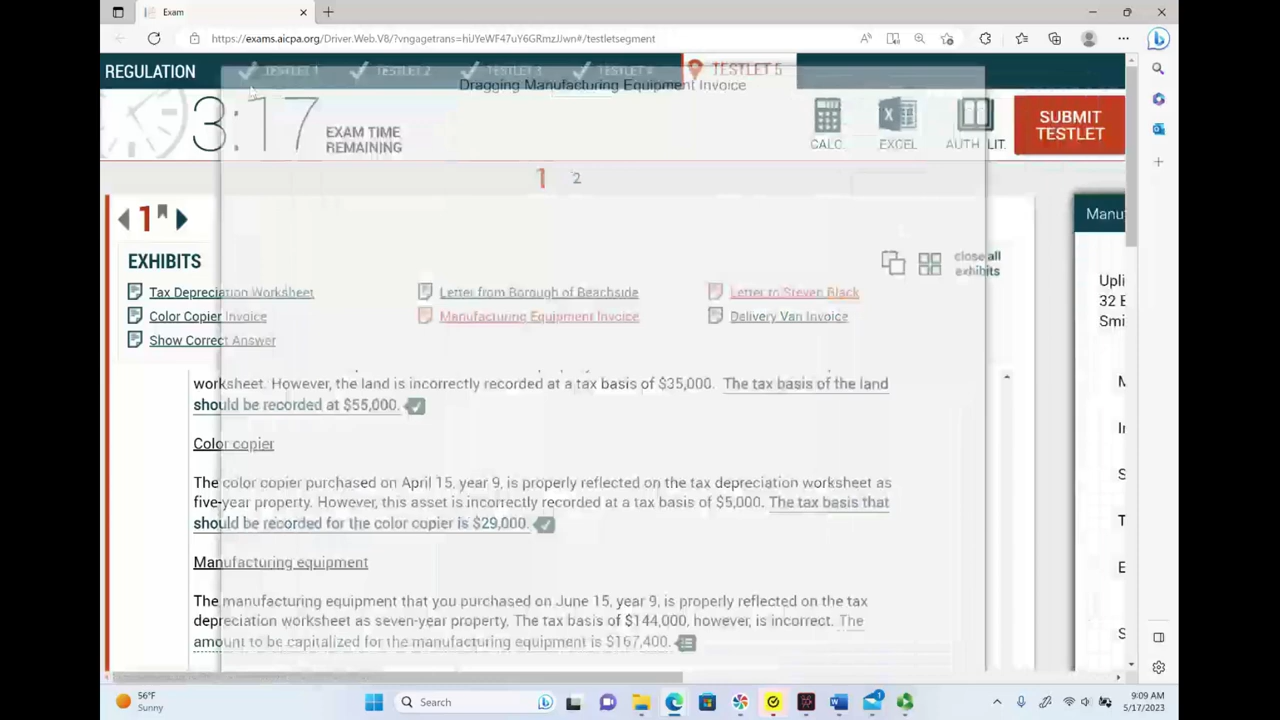 Exam
https://exams.aicpa.org/Driver.Web.V8/?vngagetrans=hUYeWF47uY6GRmzJJwn#/testletsegment
REGULATION
TESTLET 1
TESTLET 2
TESTLET 3
TESTLET 4
TESTLET 5
Dragging Manufacturing Equipment Invoice
3:17
EXAM TIME
REMAINING
CALC.
EXCEL
AUTH. LIT.
SUBMIT
TESTLET
1 2
1
Manu
EXHIBITS
close all
exhibits
Tax Depreciation Worksheet
Letter from Borough of Beachside
Letter to Steven Black
Color Copier Invoice
Manufacturing Equipment Invoice
Delivery Van Invoice
Show Correct Answer
Upli
32 E
Smi
worksheet. However, the land is incorrectly recorded at a tax basis of $35,000. The tax basis of the land
should be recorded at $55,000.
Color copier
The color copier purchased on April 15, year 9, is properly reflected on the tax depreciation worksheet as
five-year property. However, this asset is incorrectly recorded at a tax basis of $5,000. The tax basis that
should be recorded for the color copier is $29,000.
Manufacturing equipment
The manufacturing equipment that you purchased on June 15, year 9, is properly reflected on the tax
depreciation worksheet as seven-year property. The tax basis of $144,000, however, is incorrect. The
amount to be capitalized for the manufacturing equipment is $167,400.
M
In
S
T
E
S
56°F
Sunny
Search
9:09 AM
5/17/2023